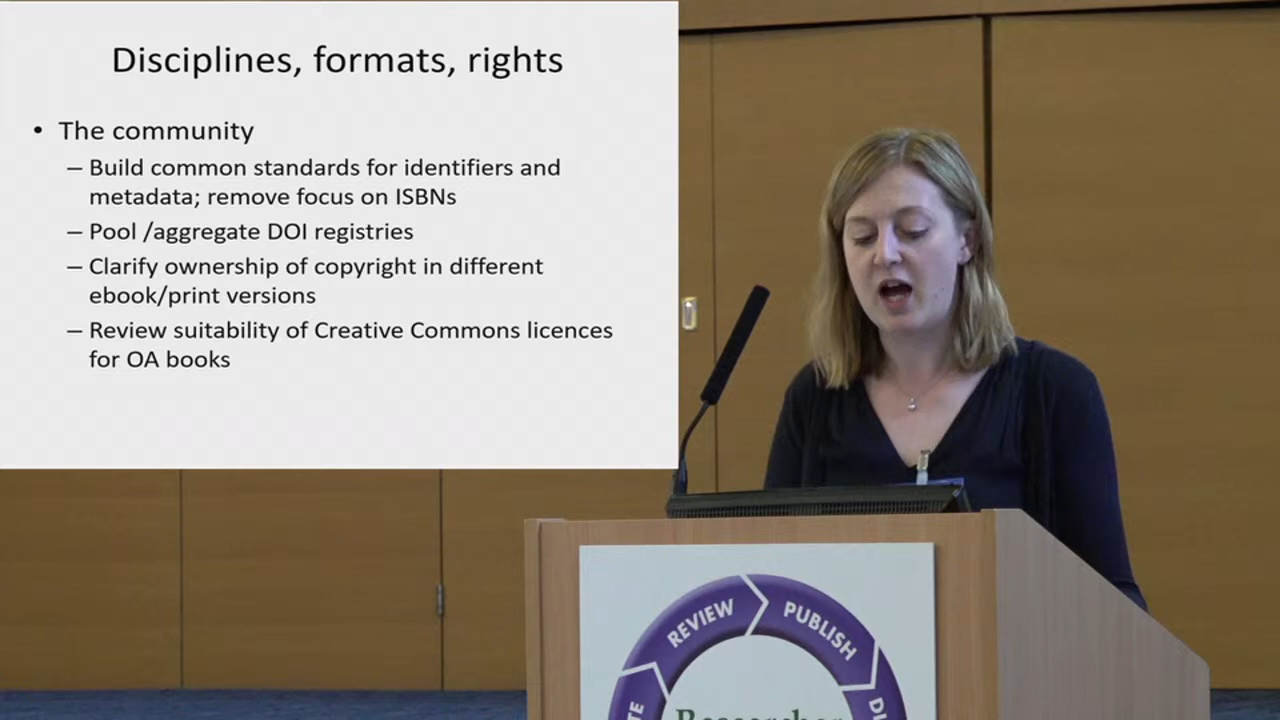 Disciplines, formats, rights
• The community
– Build common standards for identifiers and
metadata; remove focus on ISBNs
– Pool /aggregate DOI registries
– Clarify ownership of copyright in different
ebook/print versions
– Review suitability of Creative Commons licences
for OA books
REVIEW
PUBLISH
Researcher